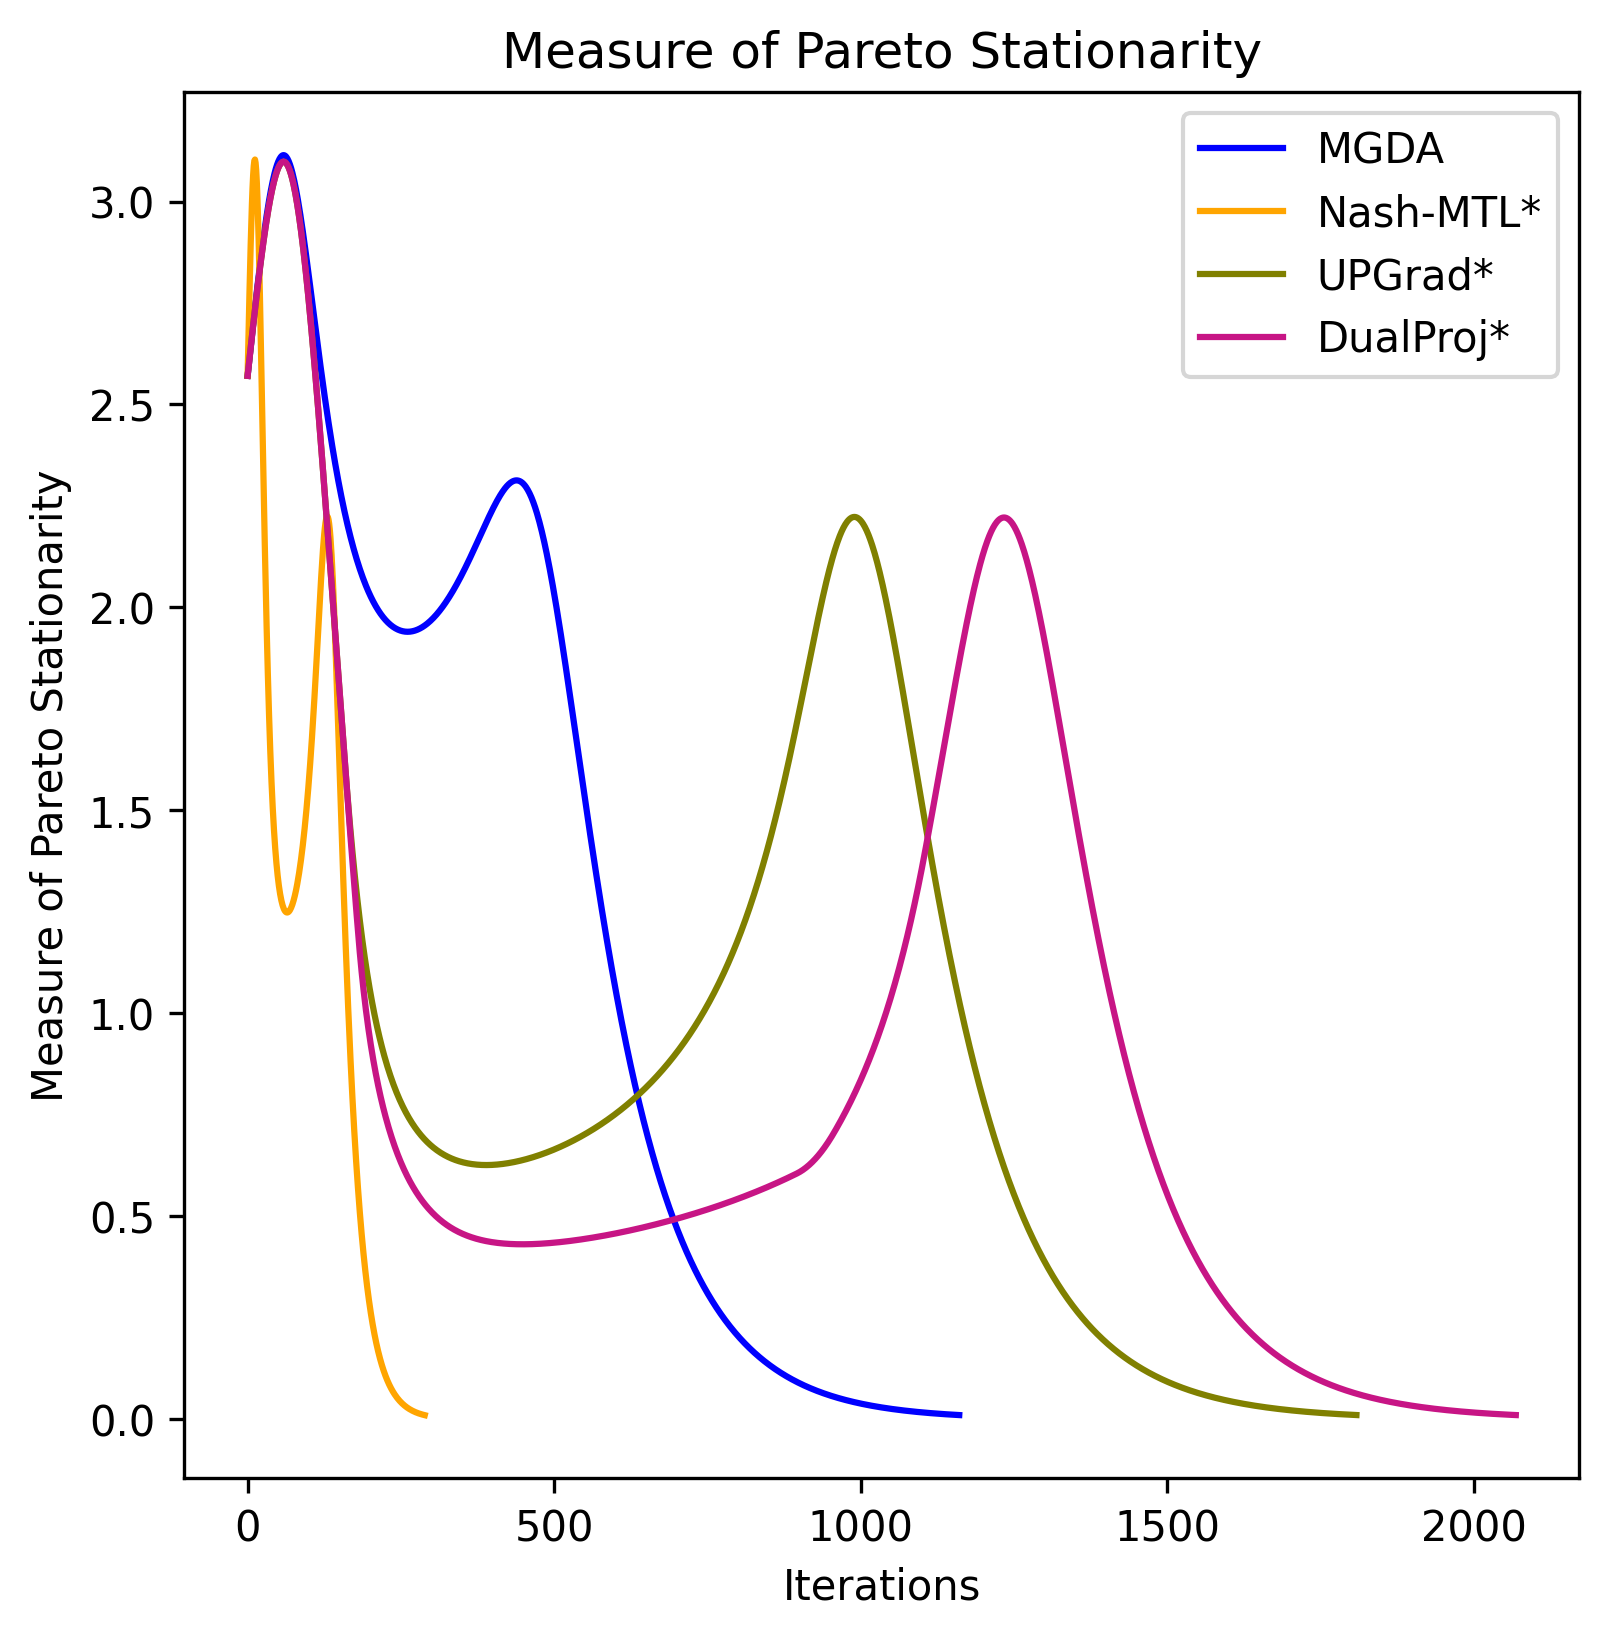 Measure of Pareto Stationarity
MGDA
Nash-MTL*
UPGrad*
DualProj*
Measure of Pareto Stationarity
3.0
2.5
2.0
1.5
1.0
0.5
0.0
0 500 1000 1500 2000
Iterations